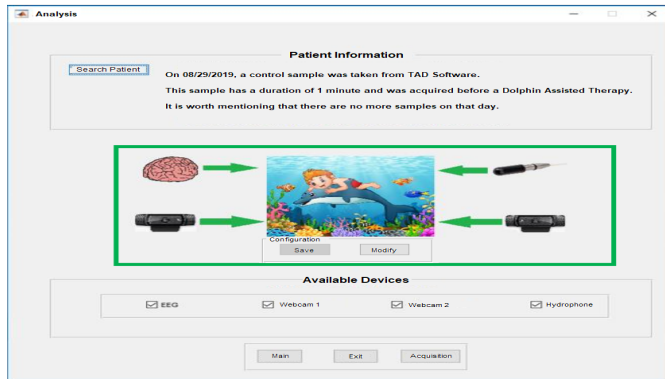 Analysis
Patient Information
Search Patient
On 08/29/2019, a control sample was taken from TAD Software.
This sample has a duration of 1 minute and was acquired before a Dolphin Assisted Therapy.
It is worth mentioning that there are no more samples on that day.
Configuration
Save Modify
Available Devices
EEG Webcam 1 Webcam 2 Hydrophone
Main Exit Acquisition